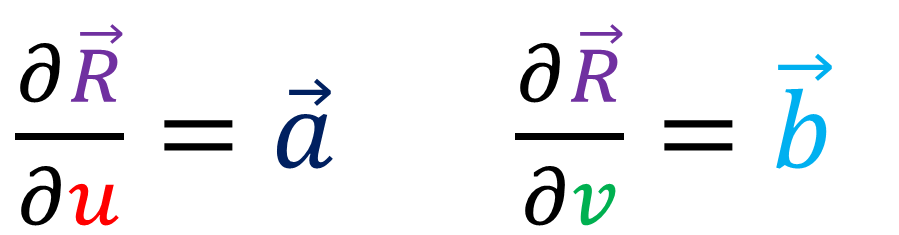 ∂R⃗/∂u = a⃗    ∂R⃗/∂v = b⃗